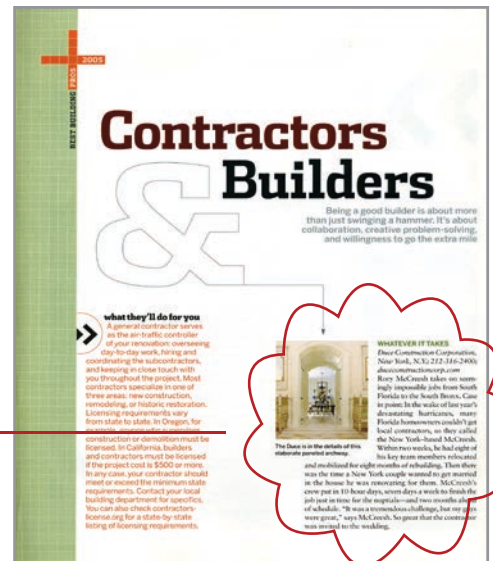 2005
BEST BUILDING PROS
Contractors
&
Builders
Being a good builder is about more
than just swinging a hammer. It's about
collaboration, creative problem-solving,
and willingness to go the extra mile
what they'll do for you
A general contractor serves
as the air-traffic controller
of your renovation: overseeing
day-to-day work, hiring and
coordinating the subcontractors,
and keeping in close touch with
you throughout the project. Most
contractors specialize in one of
three areas: new construction,
remodeling, or historic restoration.
Licensing requirements vary
from state to state. In Oregon, for
construction or demolition must be
licensed. In California, builders
and contractors must be licensed
if the project cost is $500 or more.
In any case, your contractor should
meet or exceed the minimum state
requirements. Contact your local
building department for specifics.
You can also check contractors-
license.org for a state-by-state
listing of licensing requirements.
The Duce is in the details of this
elaborate paneled archway.
WHATEVER IT TAKES
Duce Construction Corporation,
New York, N.Y.; 212-316-2400;
duceconstructioncorp.com
Rory McCreesh takes on seem-
ingly impossible jobs from South
Florida to the South Bronx. Case
in point: In the wake of last year's
devastating hurricanes, many
Florida homeowners couldn't get
local contractors, so they called
the New York–based McCreesh.
Within two weeks, he had eight of
his key team members relocated
and mobilized for eight months of rebuilding. Then there
was the time a New York couple wanted to get married
in the house he was renovating for them. McCreesh's
crew put in 10-hour days, seven days a week to finish the
job just in time for the nuptials—and two months ahead
of schedule. "It was a tremendous challenge, but my guys
were great," says McCreesh. So great that the contractor
was invited to the wedding.